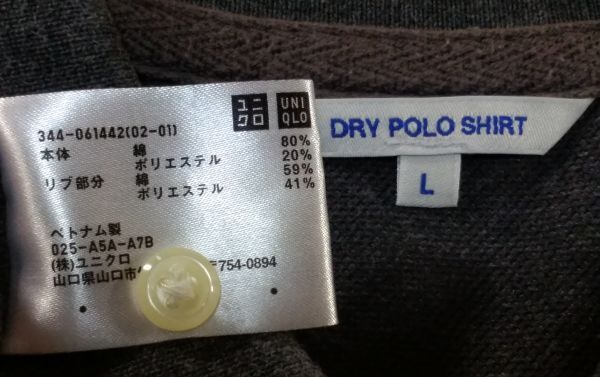 ユニ
クロ
UNI
QLO
344-061442(02-01)
本体 綿 80%
ポリエステル 20%
リブ部分 綿 59%
ポリエステル 41%
ベトナム製
025-A5A-A7B
(株)ユニクロ
山口県山口市 〒754-0894
DRY POLO SHIRT
L